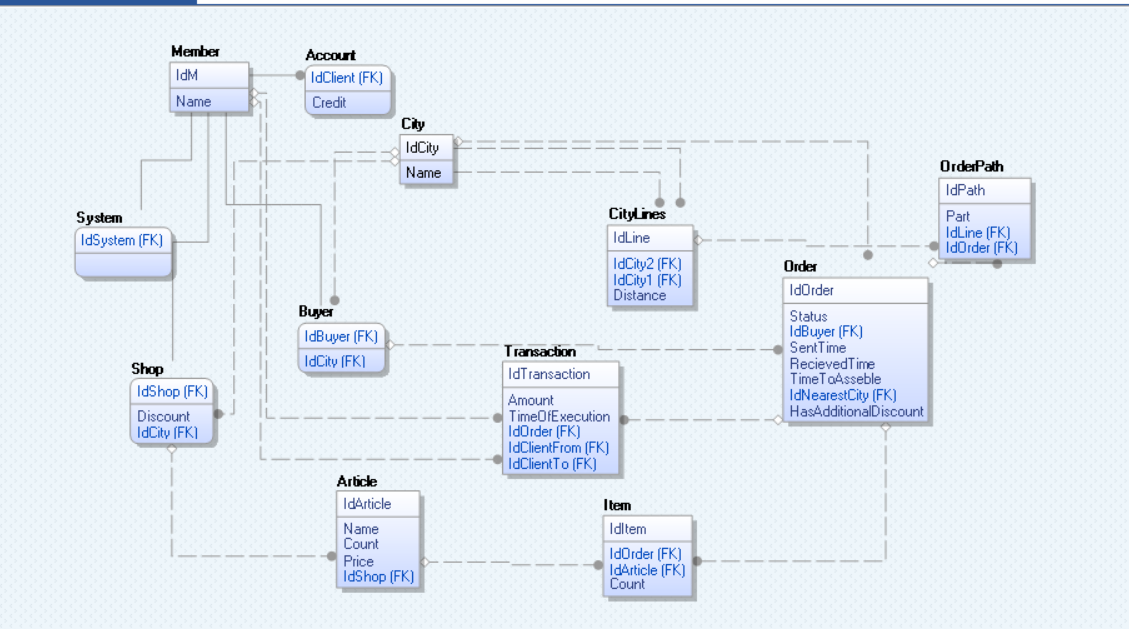 Member
IdM
Name
Account
IdClient (FK)
Credit
City
IdCity
Name
OrderPath
IdPath
Part
IdLine (FK)
IdOrder (FK)
System
IdSystem (FK)
CityLines
IdLine
IdCity2 (FK)
IdCity1 (FK)
Distance
Order
IdOrder
Status
IdBuyer (FK)
SentTime
RecievedTime
TimeToAsseble
IdNearestCity (FK)
HasAdditionalDiscount
Buyer
IdBuyer (FK)
IdCity (FK)
Transaction
IdTransaction
Amount
TimeOfExecution
IdOrder (FK)
IdClientFrom (FK)
IdClientTo (FK)
Shop
IdShop (FK)
Discount
IdCity (FK)
Article
IdArticle
Name
Count
Price
IdShop (FK)
Item
IdItem
IdOrder (FK)
IdArticle (FK)
Count